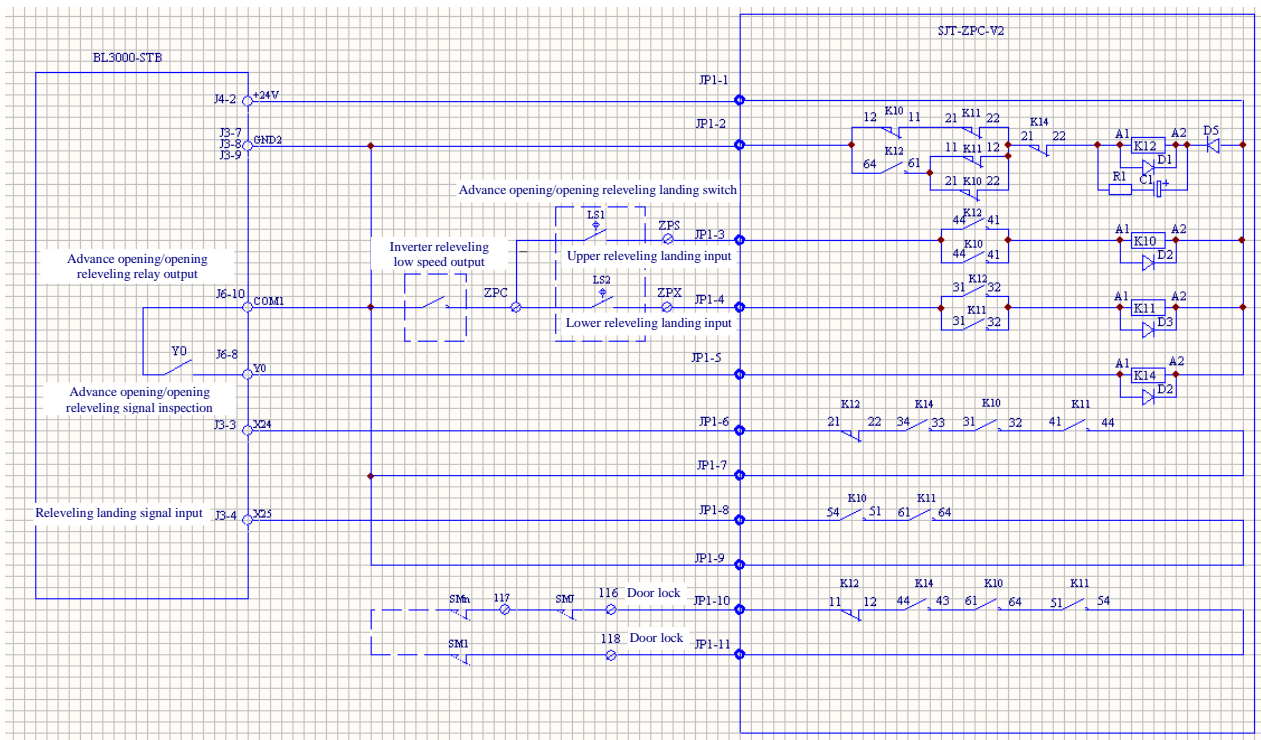 SJT-ZPC-V2
BL3000-STB
JP1-1
J4-2 +24V
JP1-2
K10 K11
12 11 21 22
K14
21 22
A1 A2 D5
K12
D1
R1 C1 +
J3-7
J3-8 GND2
J3-9
K12 K11
11 12
64 61
K10
21 22
Advance opening/opening releveling landing switch
LS1 ZPS
JP1-3
K12
44 41
K10
44 41
A1 A2
K10
D2
Inverter releveling
low speed output
Upper releveling landing input
Advance opening/opening
releveling relay output
LS2
ZPC ZPX
JP1-4
K12
31 32
K11
31 32
A1 A2
K11
D3
J6-10 COM1
Lower releveling landing input
Y0 J6-8 Y0
JP1-5
A1 A2
K14
D2
Advance opening/opening
releveling signal inspection
J3-3 X24
JP1-6
K12 K14 K10 K11
21 22 34 33 31 32 41 44
JP1-7
Releveling landing signal input J3-4 X25
JP1-8
K10 K11
54 51 61 64
JP1-9
SMn 117 SMJ 116 Door lock JP1-10
K12 K14 K10 K11
11 12 44 43 61 64 51 54
SM1 118 Door lock JP1-11